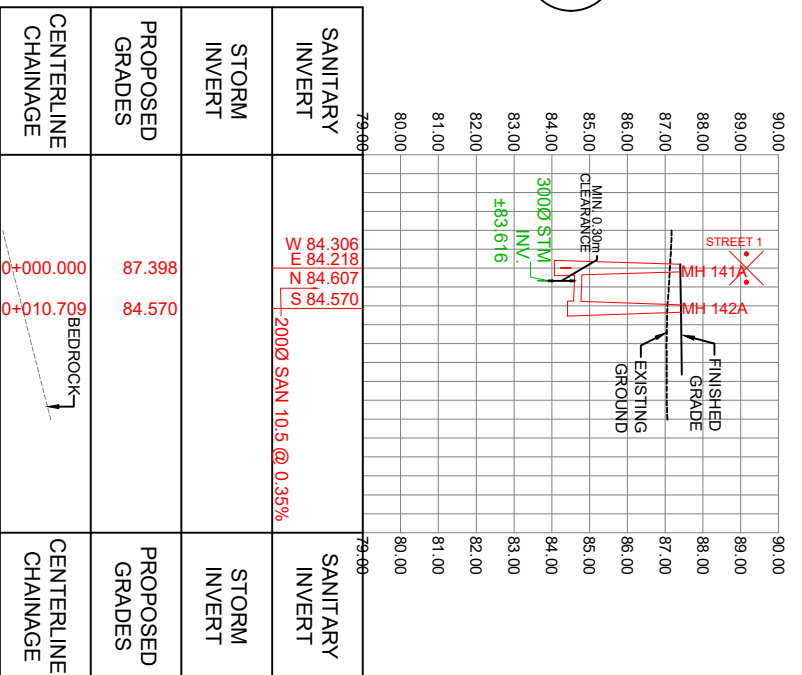 90.00
89.00
88.00
87.00
86.00
85.00
84.00
83.00
82.00
81.00
80.00
79.00
STREET 1
MH 141A
MH 142A
MIN. 0.30m
CLEARANCE
300Ø STM
INV.
±83.616
FINISHED
GRADE
EXISTING
GROUND
90.00
89.00
88.00
87.00
86.00
85.00
84.00
83.00
82.00
81.00
80.00
79.00
SANITARY
INVERT
W 84.306
E 84.218
N 84.607
S 84.570
200Ø SAN 10.5 @ 0.35%
SANITARY
INVERT
STORM
INVERT
STORM
INVERT
PROPOSED
GRADES
87.398
84.570
PROPOSED
GRADES
CENTERLINE
CHAINAGE
0+000.000
0+010.709
BEDROCK
CENTERLINE
CHAINAGE